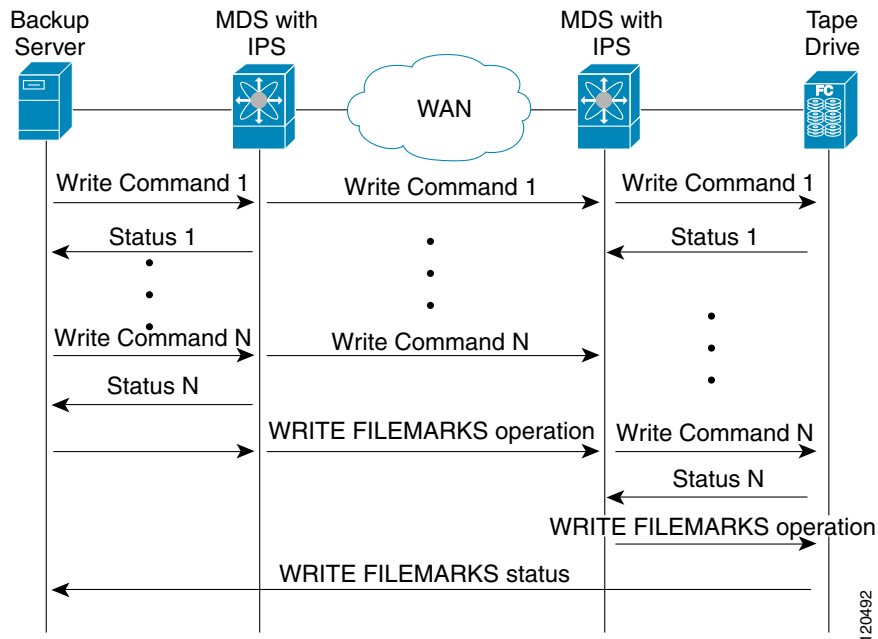 Backup
Server
MDS with
IPS
MDS with
IPS
Tape
Drive
WAN
FC
Write Command 1
Write Command 1
Write Command 1
Status 1
Status 1
Write Command N
Write Command N
Status N
WRITE FILEMARKS operation
Write Command N
Status N
WRITE FILEMARKS operation
WRITE FILEMARKS status
120492